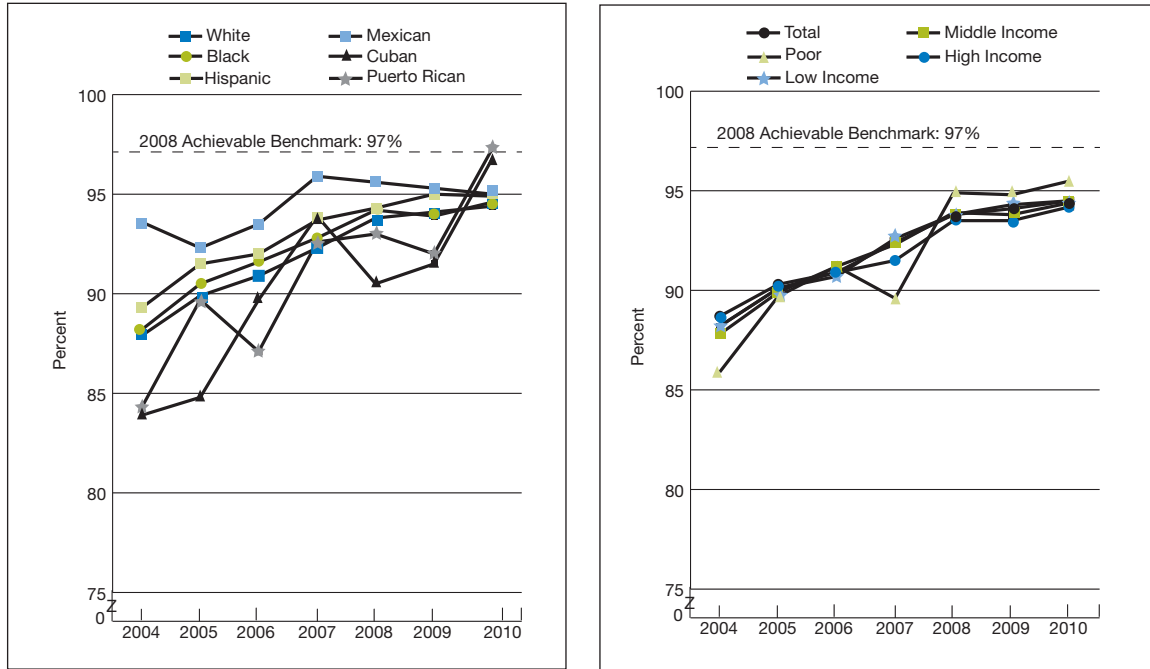 White
Black
Hispanic
Mexican
Cuban
Puerto Rican
100
2008 Achievable Benchmark: 97%
95
90
85
80
75
Z
0
Percent
2004 2005 2006 2007 2008 2009 2010
Total
Poor
Low Income
Middle Income
High Income
100
2008 Achievable Benchmark: 97%
95
90
85
80
75
Z
0
Percent
2004 2005 2006 2007 2008 2009 2010